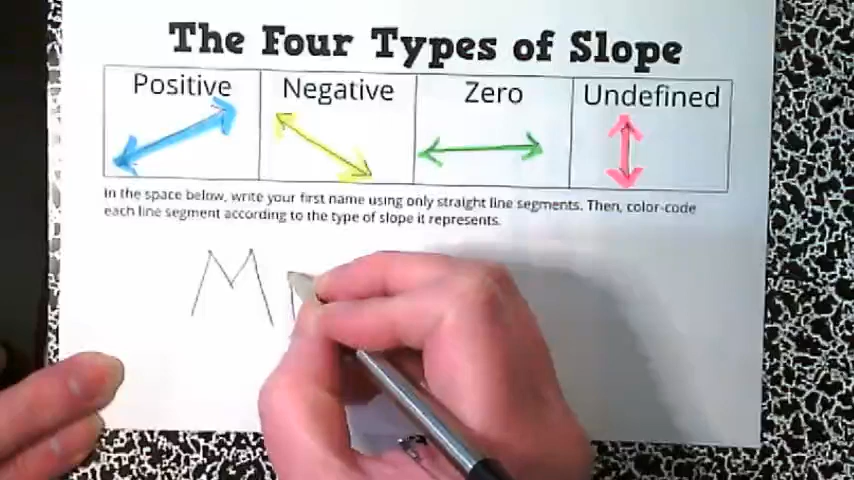 The Four Types of Slope
Positive Negative Zero Undefined
In the space below, write your first name using only straight line segments. Then, color-code
each line segment according to the type of slope it represents.
M